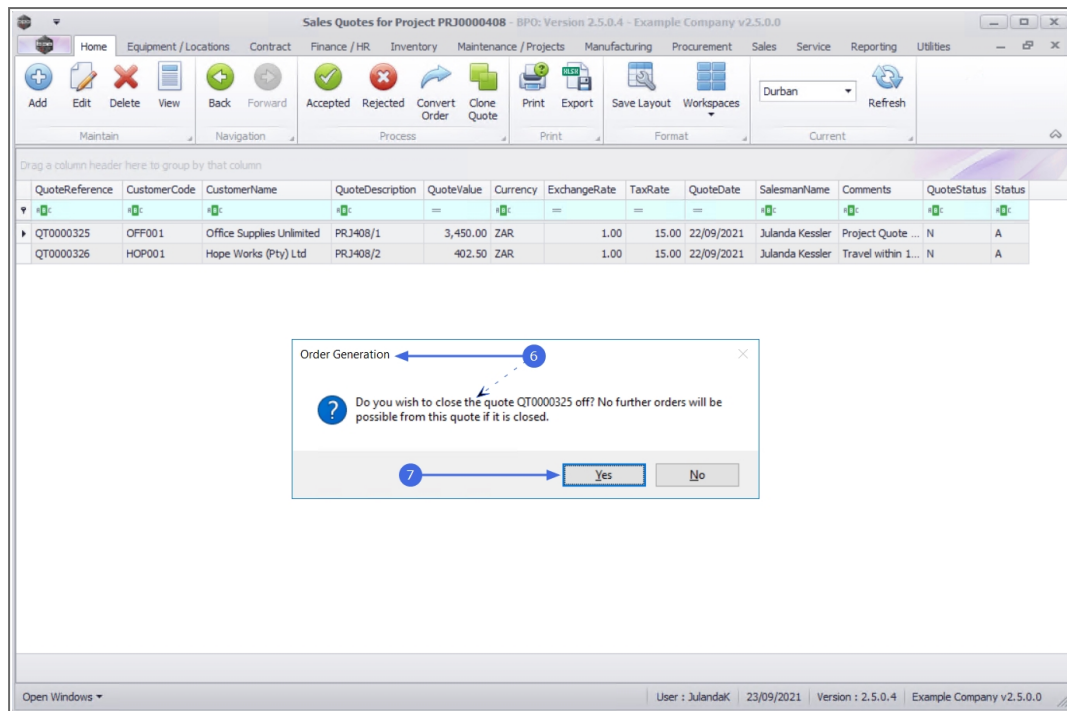 Sales Quotes for Project PRJ0000408 - BPO: Version 2.5.0.4 - Example Company v2.5.0.0
Home Equipment / Locations Contract Finance / HR Inventory Maintenance / Projects Manufacturing Procurement Sales Service Reporting Utilities
Add Edit Delete View Back Forward Accepted Rejected Convert Order Clone Quote Print Export Save Layout Workspaces Durban Refresh
Maintain Navigation Process Print Format Current
Drag a column header here to group by that column
QuoteReference CustomerCode CustomerName QuoteDescription QuoteValue Currency ExchangeRate TaxRate QuoteDate SalesmanName Comments QuoteStatus Status
QT0000325 OFF001 Office Supplies Unlimited PRJ408/1 3,450.00 ZAR 1.00 15.00 22/09/2021 Julanda Kessler Project Quote ... N A
QT0000326 HOP001 Hope Works (Pty) Ltd PRJ408/2 402.50 ZAR 1.00 15.00 22/09/2021 Julanda Kessler Travel within 1... N A
Order Generation 6
Do you wish to close the quote QT0000325 off? No further orders will be
possible from this quote if it is closed.
7 Yes No
Open Windows User : JulandaK 23/09/2021 Version : 2.5.0.4 Example Company v2.5.0.0